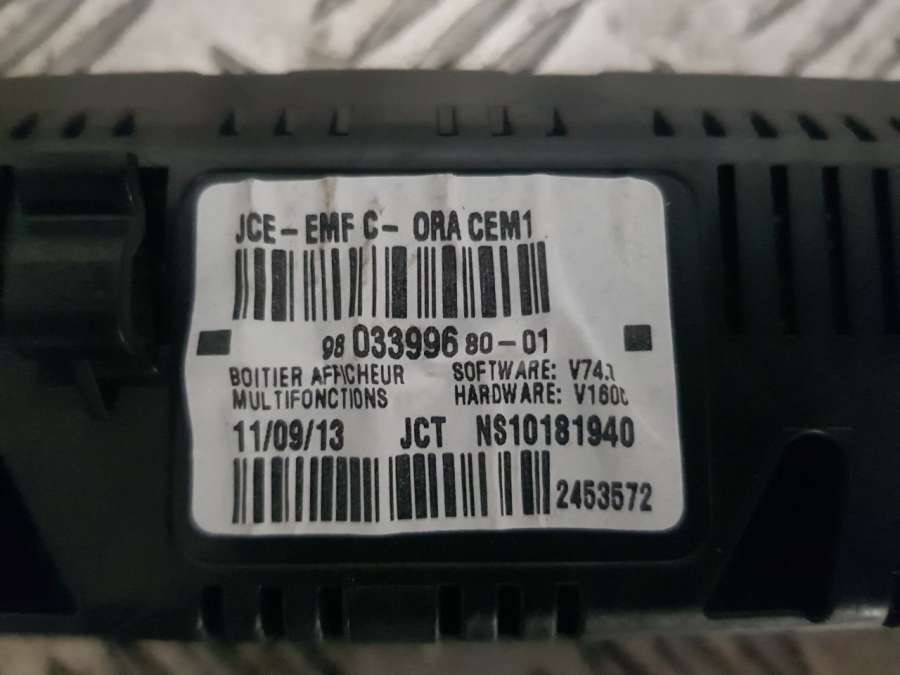 JCE-EMF C- ORA CEM1
98 033996 80-01
BOITIER AFFICHEUR SOFTWARE:
MULTIFONCTIONS HARDWARE:
11/09/13 JCT NS10181940
2453572